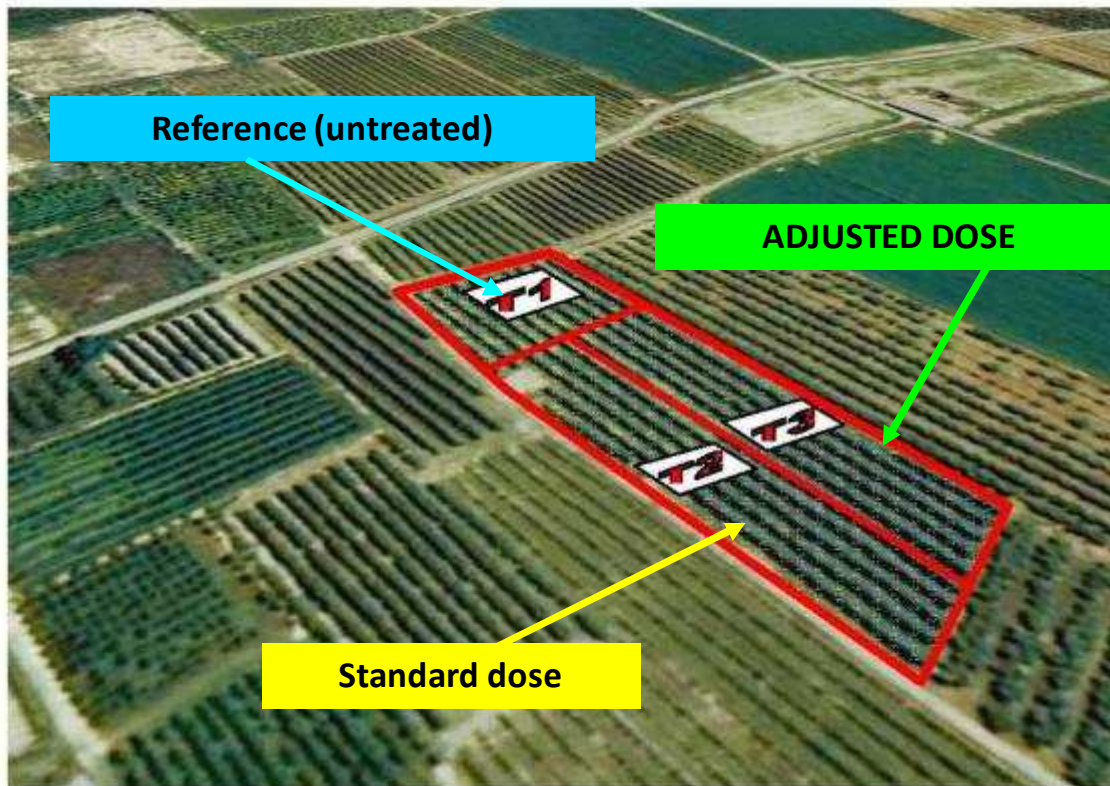 Reference (untreated)
ADJUSTED DOSE
T1
T3
T2
Standard dose